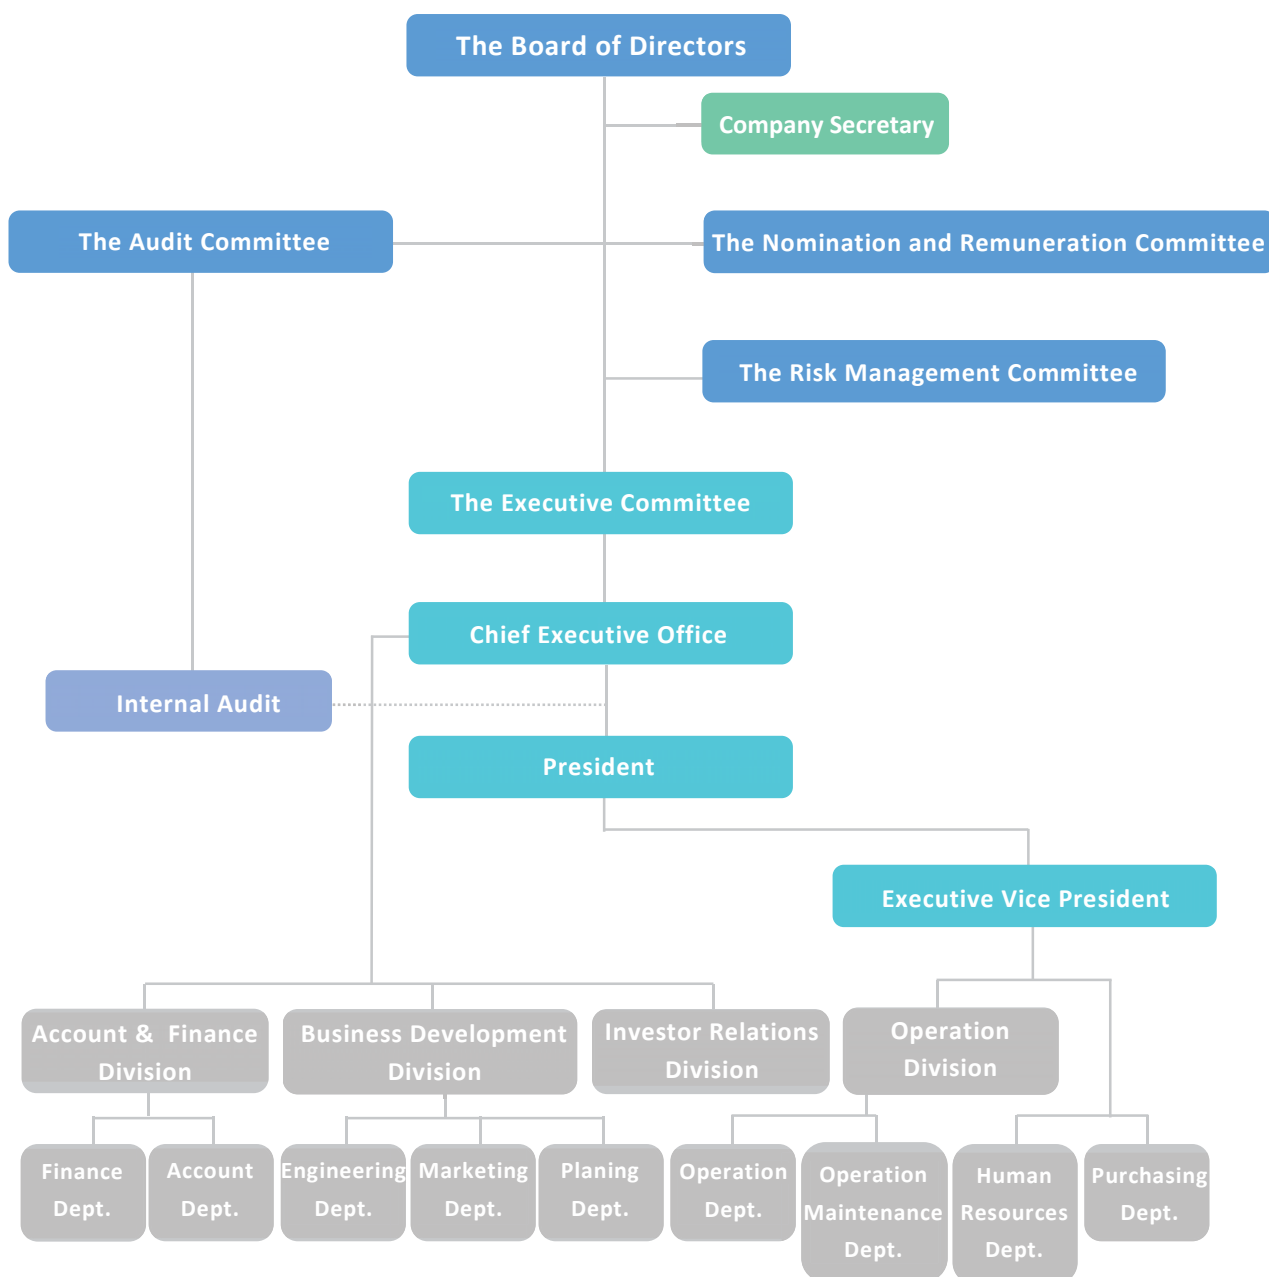 The Board of Directors
Company Secretary
The Audit Committee
The Nomination and Remuneration Committee
The Risk Management Committee
The Executive Committee
Chief Executive Office
Internal Audit
President
Executive Vice President
Account & Finance
Division
Business Development
Division
Investor Relations
Division
Operation
Division
Finance
Dept.
Account
Dept.
Engineering
Dept.
Marketing
Dept.
Planing
Dept.
Operation
Dept.
Operation
Maintenance
Dept.
Human
Resources
Dept.
Purchasing
Dept.